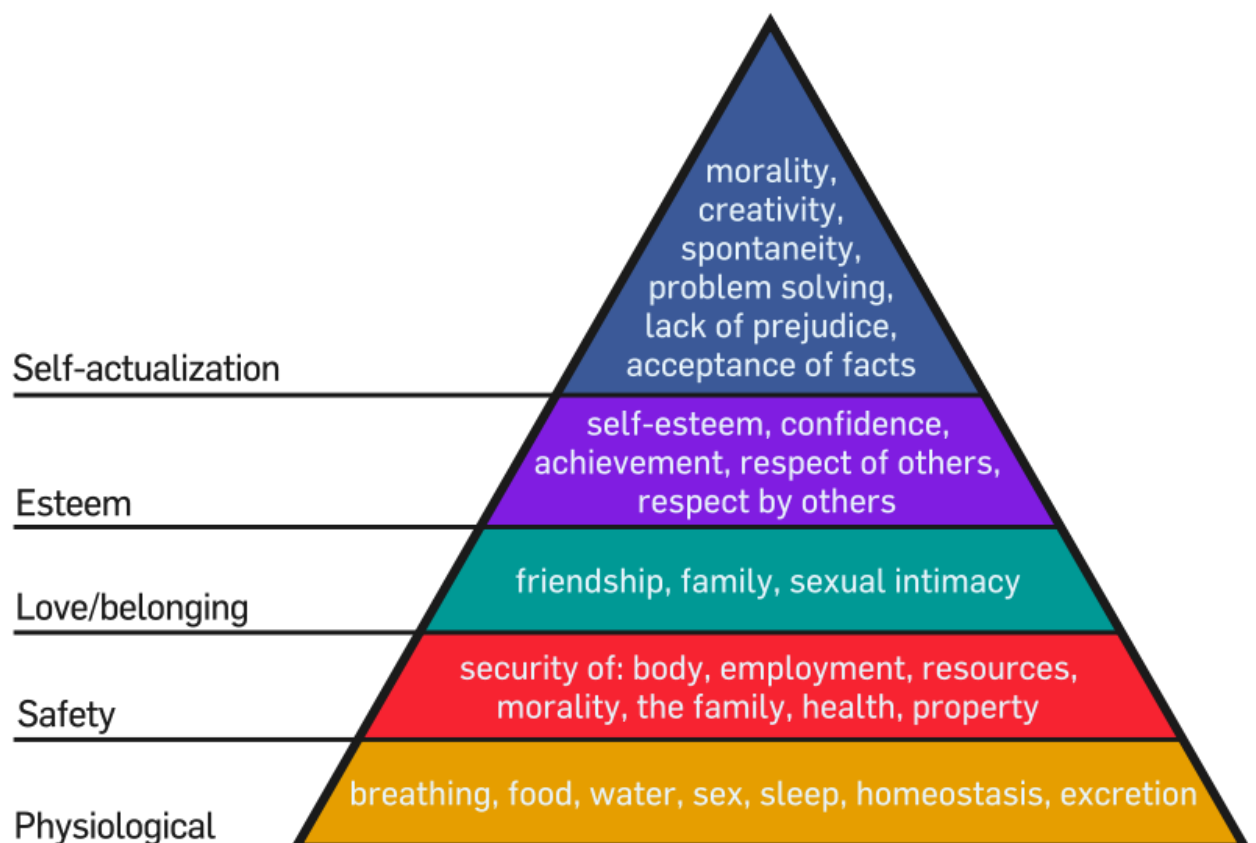 morality,
creativity,
spontaneity,
problem solving,
lack of prejudice,
acceptance of facts
Self-actualization
self-esteem, confidence,
achievement, respect of others,
respect by others
Esteem
friendship, family, sexual intimacy
Love/belonging
security of: body, employment, resources,
morality, the family, health, property
Safety
breathing, food, water, sex, sleep, homeostasis, excretion
Physiological